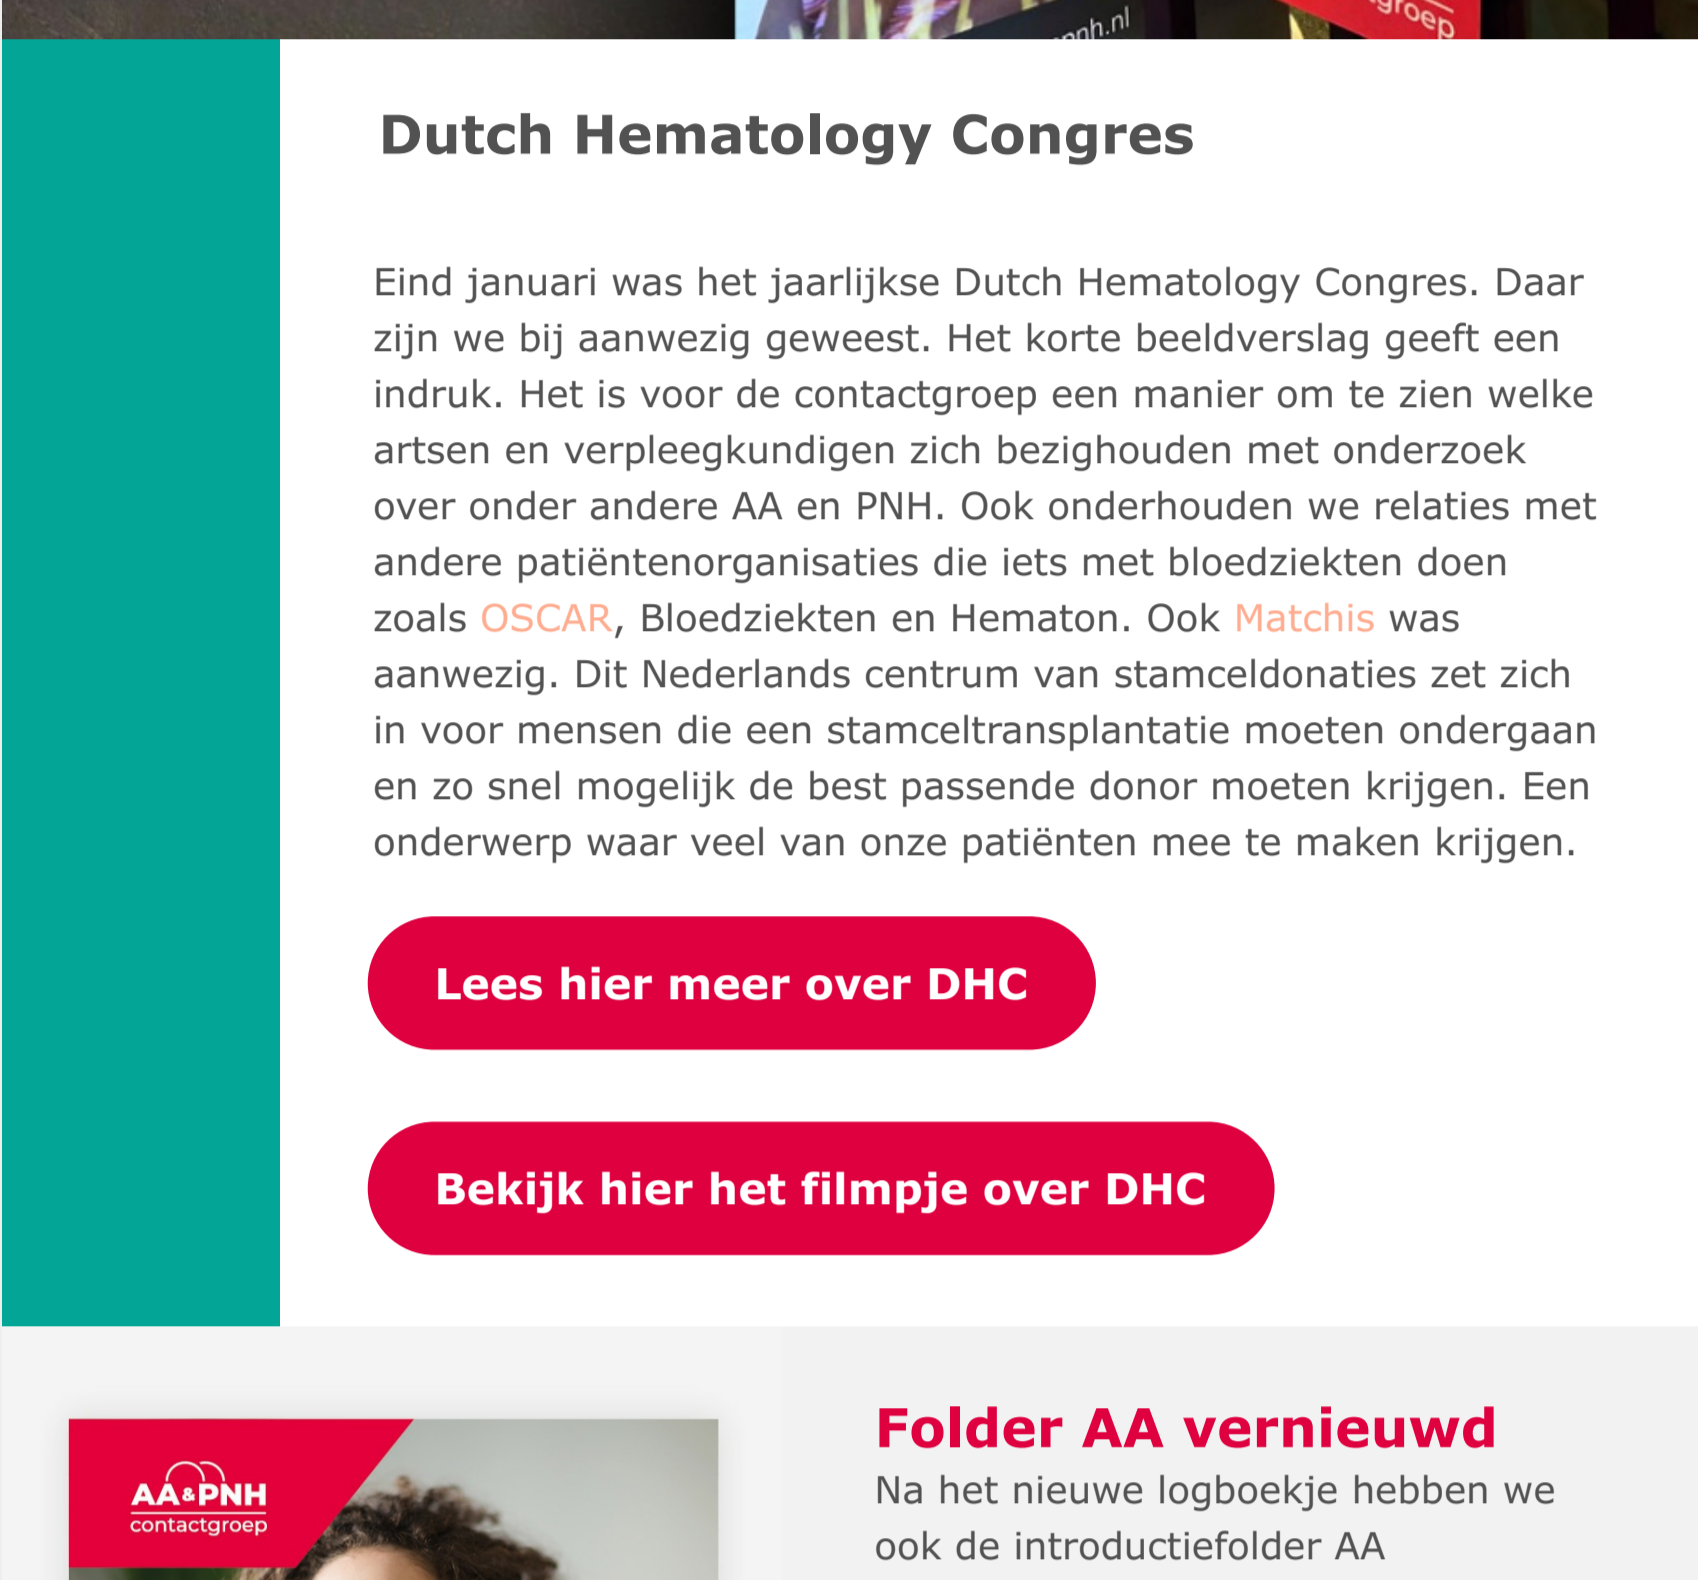 Dutch Hematology Congres
Eind januari was het jaarlijkse Dutch Hematology Congres. Daar
zijn we bij aanwezig geweest. Het korte beeldverslag geeft een
indruk. Het is voor de contactgroep een manier om te zien welke
artsen en verpleegkundigen zich bezighouden met onderzoek
over onder andere AA en PNH. Ook onderhouden we relaties met
andere patiëntenorganisaties die iets met bloedziekten doen
zoals OSCAR, Bloedziekten en Hematon. Ook Matchis was
aanwezig. Dit Nederlands centrum van stamceldonaties zet zich
in voor mensen die een stamceltransplantatie moeten ondergaan
en zo snel mogelijk de best passende donor moeten krijgen. Een
onderwerp waar veel van onze patiënten mee te maken krijgen.
Lees hier meer over DHC
Bekijk hier het filmpje over DHC
AA&PNH
contactgroep
Folder AA vernieuwd
Na het nieuwe logboekje hebben we
ook de introductiefolder AA